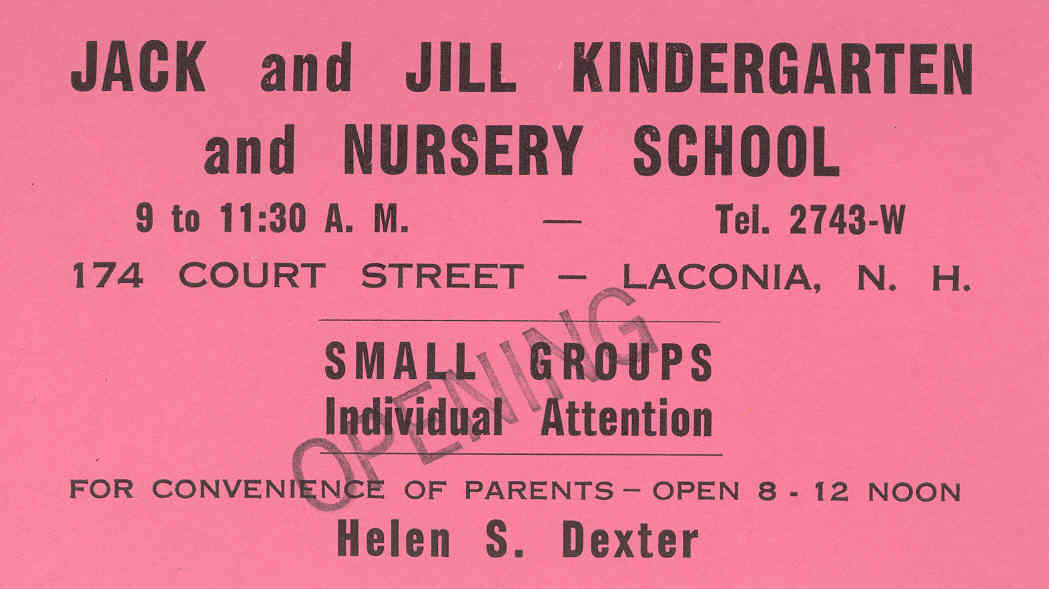 JACK and JILL KINDERGARTEN
and NURSERY SCHOOL
9 to 11:30 A. M. — Tel. 2743-W
174 COURT STREET — LACONIA, N. H.
OPENING
SMALL GROUPS
Individual Attention
FOR CONVENIENCE OF PARENTS — OPEN 8 - 12 NOON
Helen S. Dexter